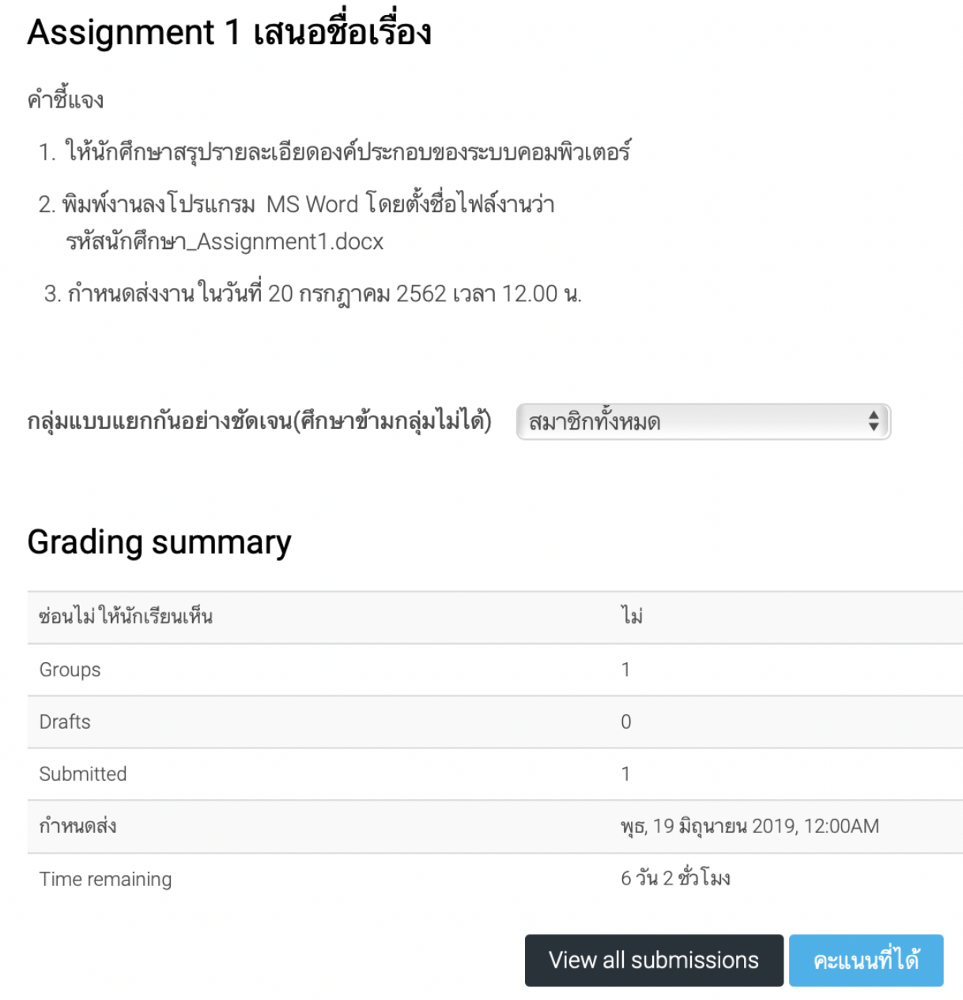 Assignment 1 เสนอชื่อเรื่อง
คำชี้แจง
1. ให้นักศึกษาสรุปรายละเอียดองค์ประกอบของระบบคอมพิวเตอร์
2. พิมพ์งานลงโปรแกรม MS Word โดยตั้งชื่อไฟล์งานว่า
รหัสนักศึกษา_Assignment1.docx
3. กำหนดส่งงาน ในวันที่ 20 กรกฎาคม 2562 เวลา 12.00 น.
กลุ่มแบบแยกกันอย่างชัดเจน(ศึกษาข้ามกลุ่มไม่ได้) สมาชิกทั้งหมด
Grading summary
ซ่อนไม่ ให้นักเรียนเห็น ไม่
Groups 1
Drafts 0
Submitted 1
กำหนดส่ง พุธ, 19 มิถุนายน 2019, 12:00AM
Time remaining 6 วัน 2 ชั่วโมง
View all submissions คะแนนที่ได้